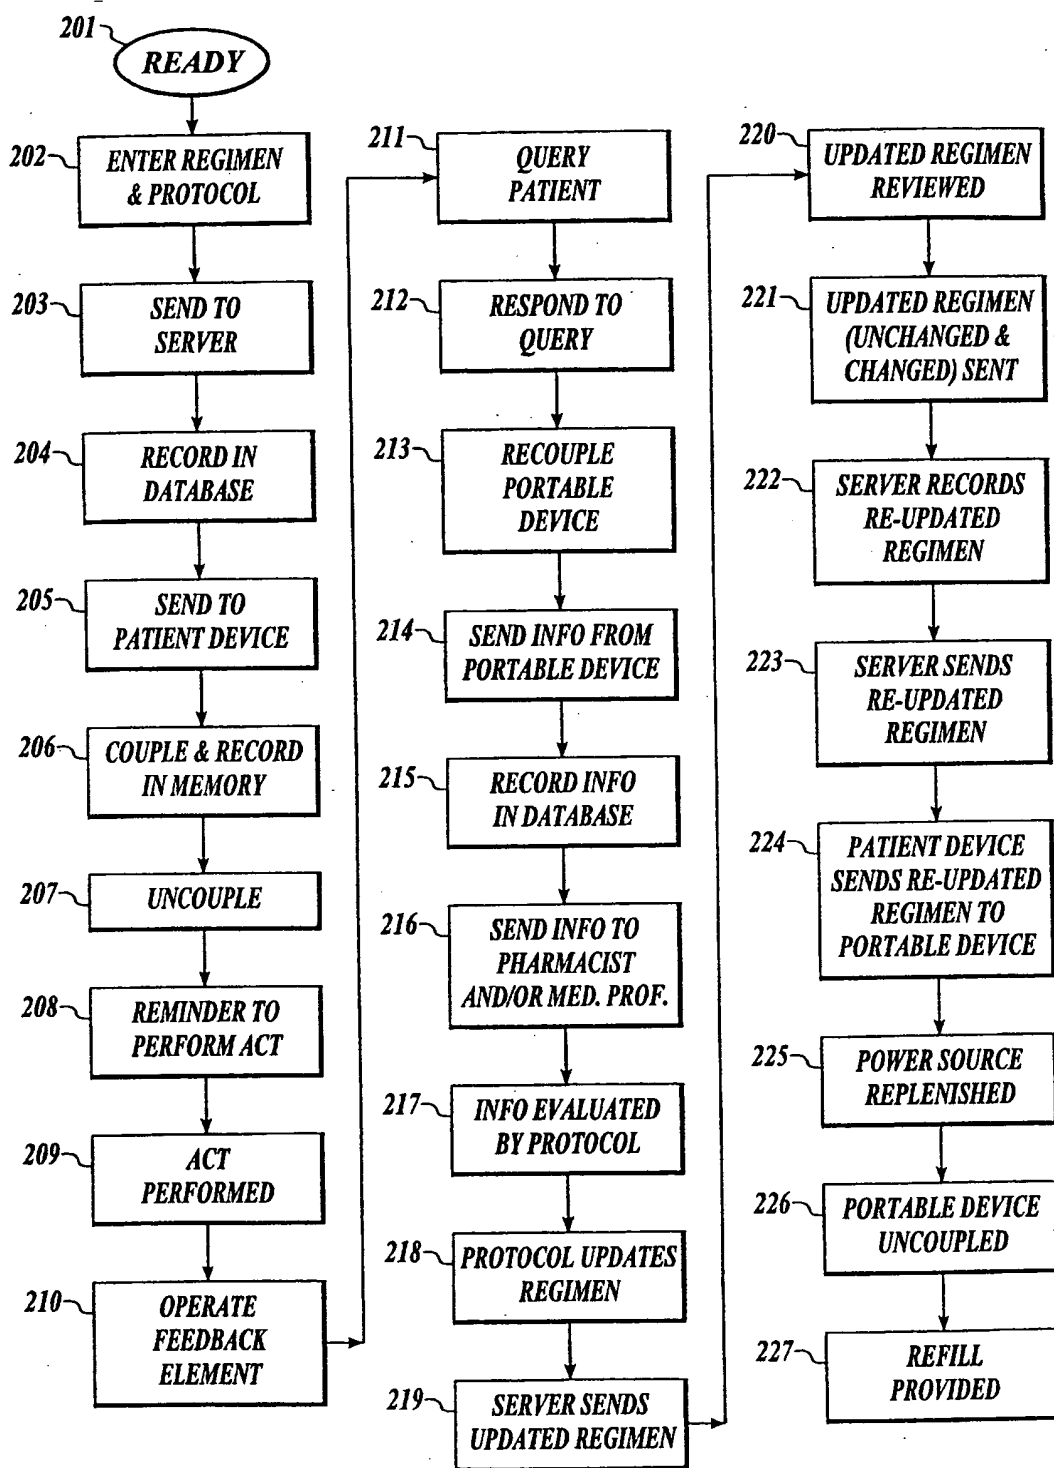 201
READY
202
ENTER REGIMEN
& PROTOCOL
203
SEND TO
SERVER
204
RECORD IN
DATABASE
205
SEND TO
PATIENT DEVICE
206
COUPLE & RECORD
IN MEMORY
207
UNCOUPLE
208
REMINDER TO
PERFORM ACT
209
ACT
PERFORMED
210
OPERATE
FEEDBACK
ELEMENT
211
QUERY
PATIENT
212
RESPOND TO
QUERY
213
RECOUPLE
PORTABLE
DEVICE
214
SEND INFO FROM
PORTABLE DEVICE
215
RECORD INFO
IN DATABASE
216
SEND INFO TO
PHARMACIST
AND/OR MED. PROF.
217
INFO EVALUATED
BY PROTOCOL
218
PROTOCOL UPDATES
REGIMEN
219
SERVER SENDS
UPDATED REGIMEN
220
UPDATED REGIMEN
REVIEWED
221
UPDATED REGIMEN
(UNCHANGED &
CHANGED) SENT
222
SERVER RECORDS
RE-UPDATED
REGIMEN
223
SERVER SENDS
RE-UPDATED
REGIMEN
224
PATIENT DEVICE
SENDS RE-UPDATED
REGIMEN TO
PORTABLE DEVICE
225
POWER SOURCE
REPLENISHED
226
PORTABLE DEVICE
UNCOUPLED
227
REFILL
PROVIDED